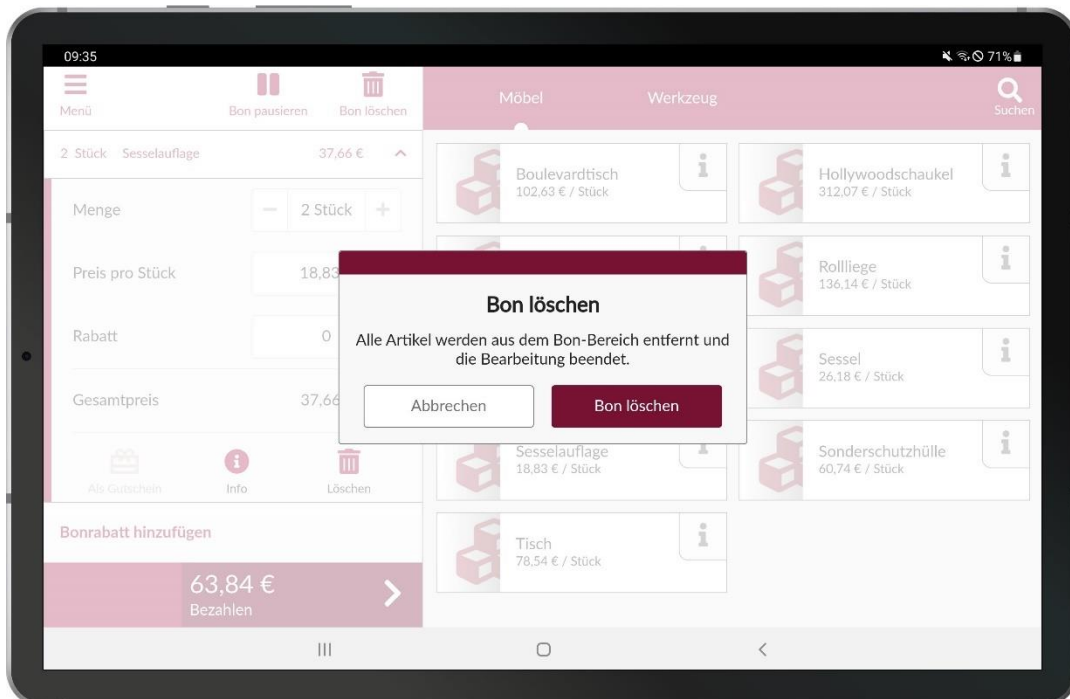 09:35
71%
Menü
Bon pausieren
Bon löschen
Möbel
Werkzeug
Suchen
2 Stück Sesselauflage 37,66 €
Menge
2 Stück
Preis pro Stück
18,83
Rabatt
0
Gesamtpreis
37,66
Als Gutschein
Info
Löschen
Bonrabatt hinzufügen
63,84 €
Bezahlen
Boulevardtisch
102,63 € / Stück
Hollywoodschaukel
312,07 € / Stück
Rollliege
136,14 € / Stück
Sessel
26,18 € / Stück
Sesselauflage
18,83 € / Stück
Sonderschutzhülle
60,74 € / Stück
Tisch
78,54 € / Stück
Bon löschen
Alle Artikel werden aus dem Bon-Bereich entfernt und
die Bearbeitung beendet.
Abbrechen
Bon löschen